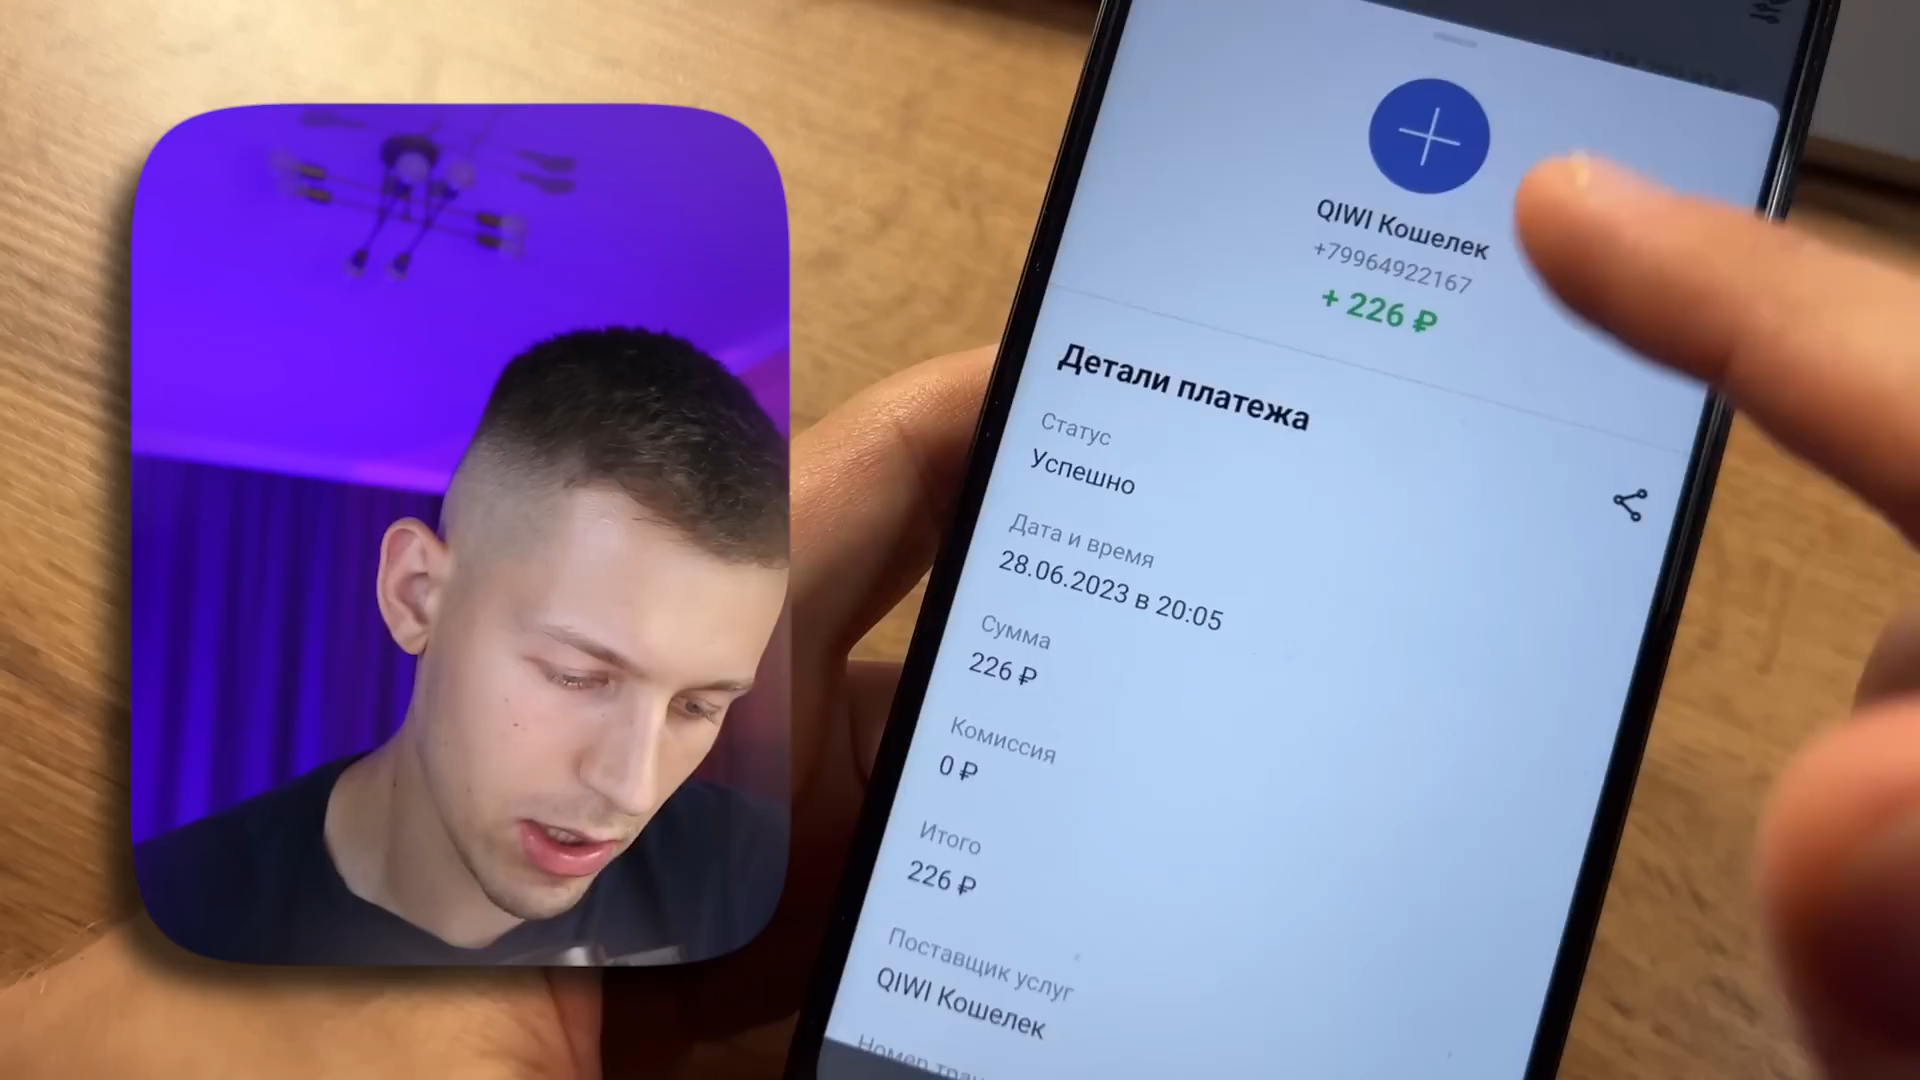 QIWI Кошелек
+79964922167
+ 226 ₽
Детали платежа
Статус
Успешно
Дата и время
28.06.2023 в 20:05
Сумма
226 ₽
Комиссия
0 ₽
Итого
226 ₽
Поставщик услуг
QIWI Кошелек
Номер